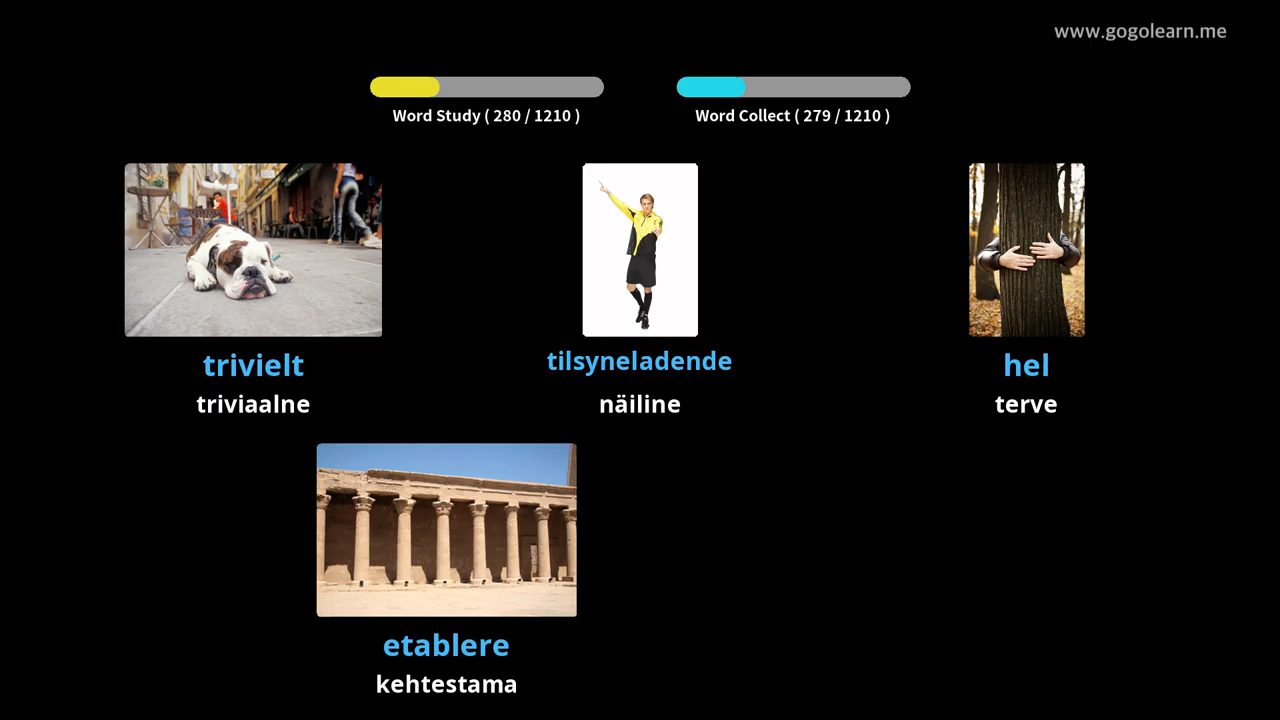 www.gogolearn.me
Word Study ( 280 / 1210 )
Word Collect ( 279 / 1210 )
trivielt
triviaalne
tilsyneladende
näiline
hel
terve
etablere
kehtestama